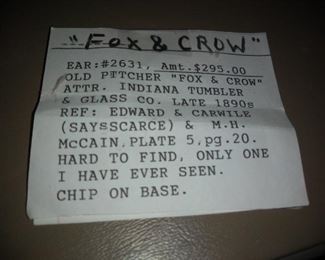 "FOX & CROW"
EAR:#2631, Amt.$295.00
OLD PITCHER "FOX & CROW"
ATTR. INDIANA TUMBLER
& GLASS CO. LATE 1890s
REF: EDWARD & CARWILE
(SAYsSCARCE) & M.H.
McCAIN, PLATE 5, pg.20.
HARD TO FIND, ONLY ONE
I HAVE EVER SEEN.
CHIP ON BASE.